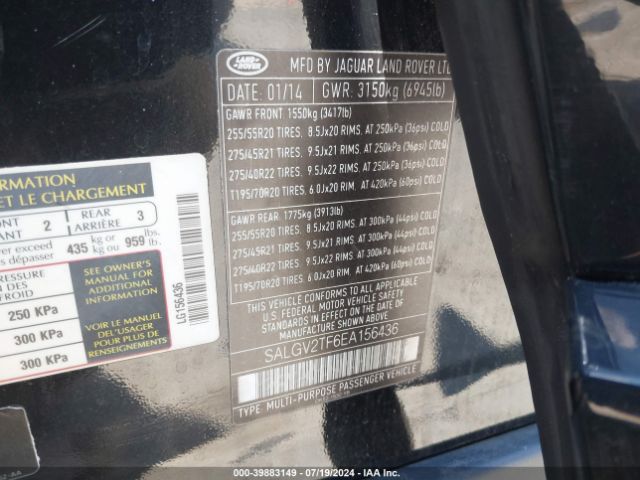 LAND ROVER
MFD BY JAGUAR LAND ROVER LTD
DATE: 01/14 GWR: 3150kg (6945lb)
GAWR FRONT 1550kg (3417lb)
255/55R20 TIRES. 8.5Jx20 RIMS. AT 250kPa (36psi) COLD
275/45R21 TIRES. 9.5Jx21 RIMS. AT 250kPa (36psi) COLD
275/40R22 TIRES. 9.5Jx22 RIMS. AT 250kPa (36psi) COLD
T195/70R20 TIRES. 6.0Jx20 RIM. AT 420kPa (60psi) COLD
GAWR REAR 1775kg (3913lb)
255/55R20 TIRES. 8.5Jx20 RIMS. AT 300kPa (44psi) COLD
275/45R21 TIRES. 9.5Jx21 RIMS. AT 300kPa (44psi) COLD
275/40R22 TIRES. 9.5Jx22 RIMS. AT 300kPa (44psi) COLD
T195/70R20 TIRES. 6.0Jx20 RIM. AT 420kPa (60psi) COLD
THIS VEHICLE CONFORMS TO ALL APPLICABLE
U.S. FEDERAL MOTOR VEHICLE SAFETY
STANDARDS IN EFFECT ON THE DATE OF
MANUFACTURE SHOWN ABOVE.
SALGV2TF6EA156436
TYPE: MULTI-PURPOSE PASSENGER VEHICLE
FORMATION
ET LE CHARGEMENT
ONT 2 REAR 3
ANT ARRIÈRE
ver exceed 435 kg or 959 lbs.
dépasser kg ou lb.
RESSURE
ON DES
FROID
250 KPa
300 KPa
300 KPa
SEE OWNER'S
MANUAL FOR
ADDITIONAL
INFORMATION
VOIR LE MANUEL
DE L'USAGER
POUR PLUS DE
RENSEIGNEMENTS
LG156436
000-39883149 - 07/19/2024 - IAA Inc.